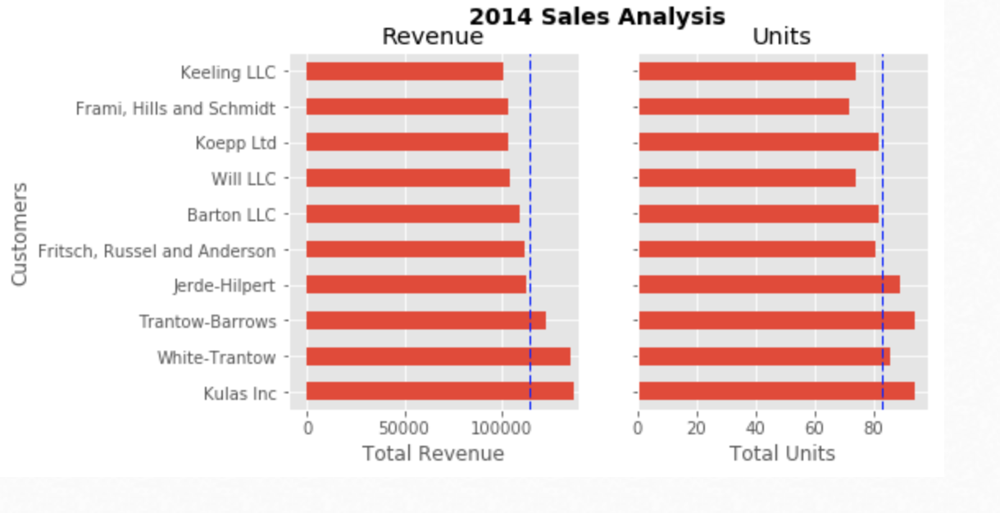 2014 Sales Analysis
Revenue
Units
Customers
Keeling LLC
Frami, Hills and Schmidt
Koepp Ltd
Will LLC
Barton LLC
Fritsch, Russel and Anderson
Jerde-Hilpert
Trantow-Barrows
White-Trantow
Kulas Inc
0 50000 100000
0 20 40 60 80
Total Revenue
Total Units